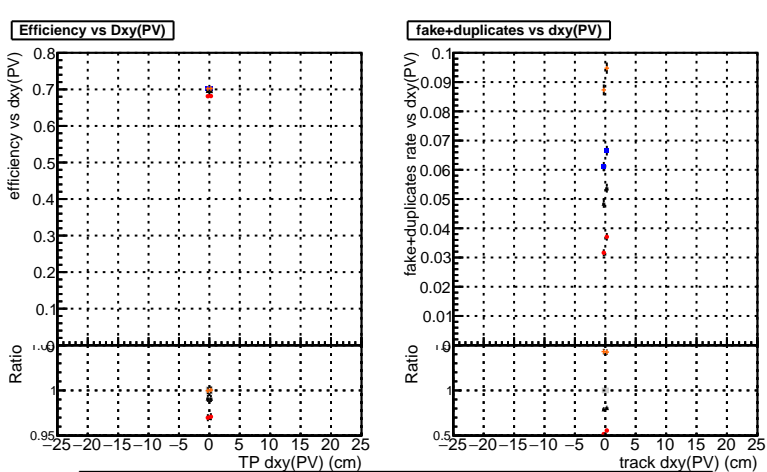 Efficiency vs Dxy(PV)
efficiency vs dxy(PV)
0.8
0.7
0.6
0.5
0.4
0.3
0.2
0.1
0
Ratio
1
0.95
−25 −20 −15 −10 −5 0 5 10 15 20 25
TP dxy(PV) (cm)
fake+duplicates vs dxy(PV)
fake+duplicates rate vs dxy(PV)
0.1
0.09
0.08
0.07
0.06
0.05
0.04
0.03
0.02
0.01
0
Ratio
1
0.5
−25 −20 −15 −10 −5 0 5 10 15 20 25
track dxy(PV) (cm)